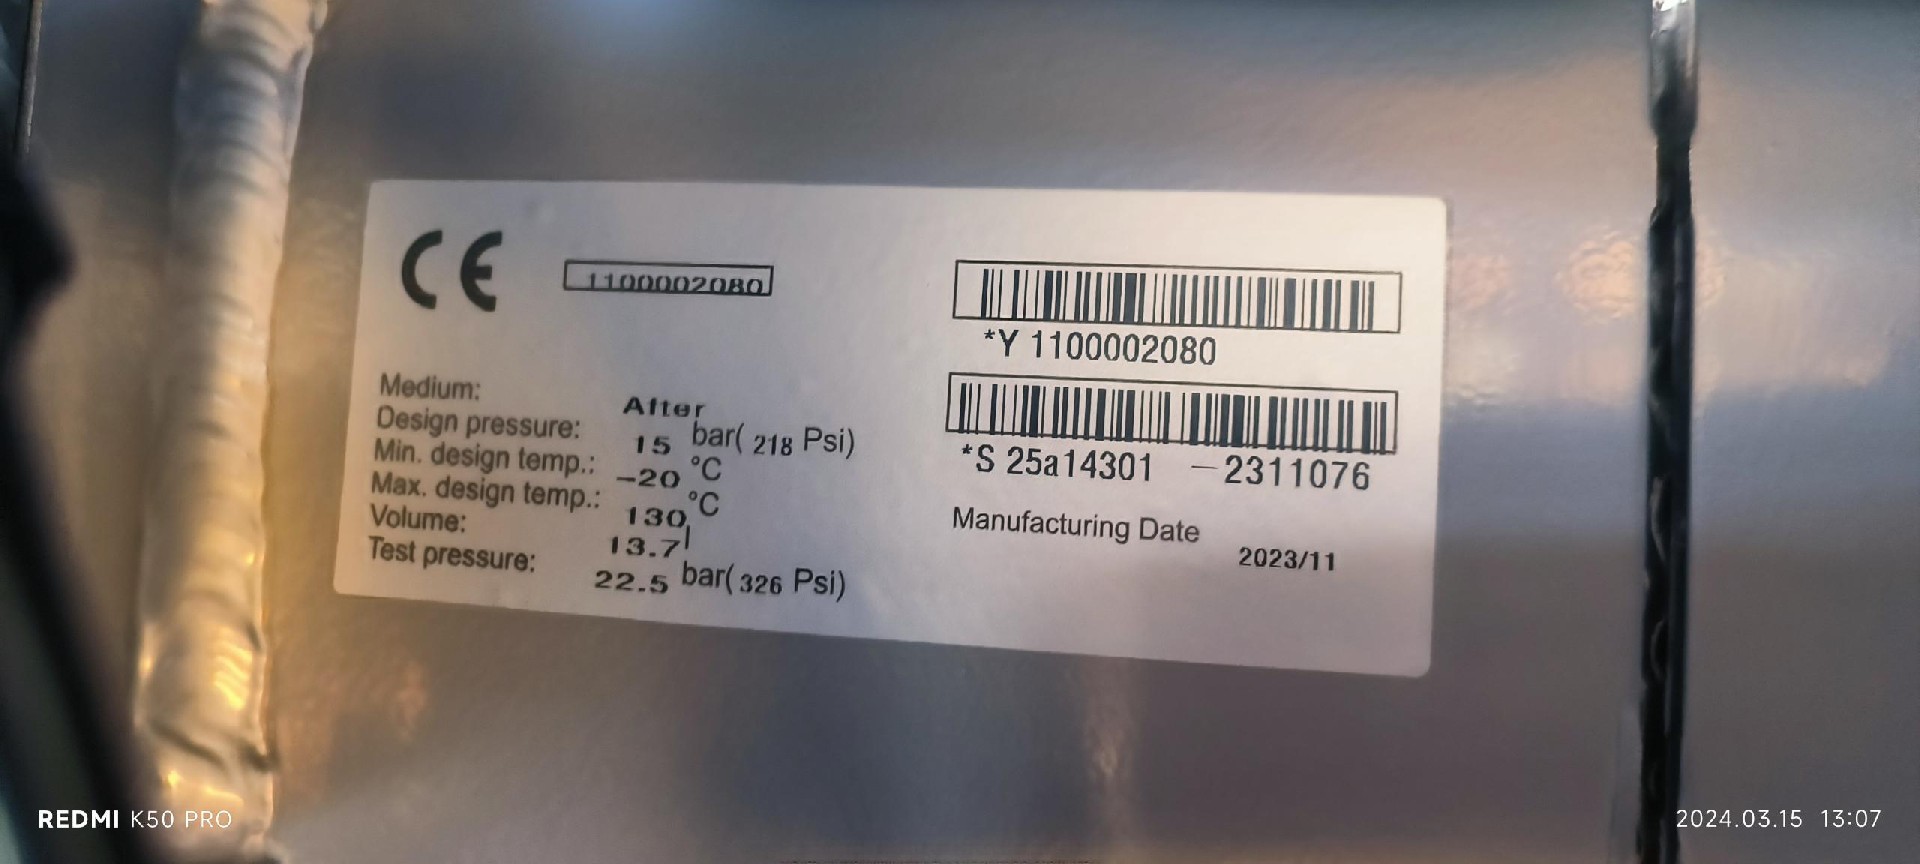 CE
1100002080
*Y 1100002080
*S 25a14301 -2311076
Manufacturing Date
2023/11
Medium: After
Design pressure: 15 bar( 218 Psi)
Min. design temp.: -20 °C
Max. design temp.: 130 °C
Volume: 13.7 l
Test pressure: 22.5 bar( 326 Psi)
REDMI K50 PRO
2024.03.15 13:07